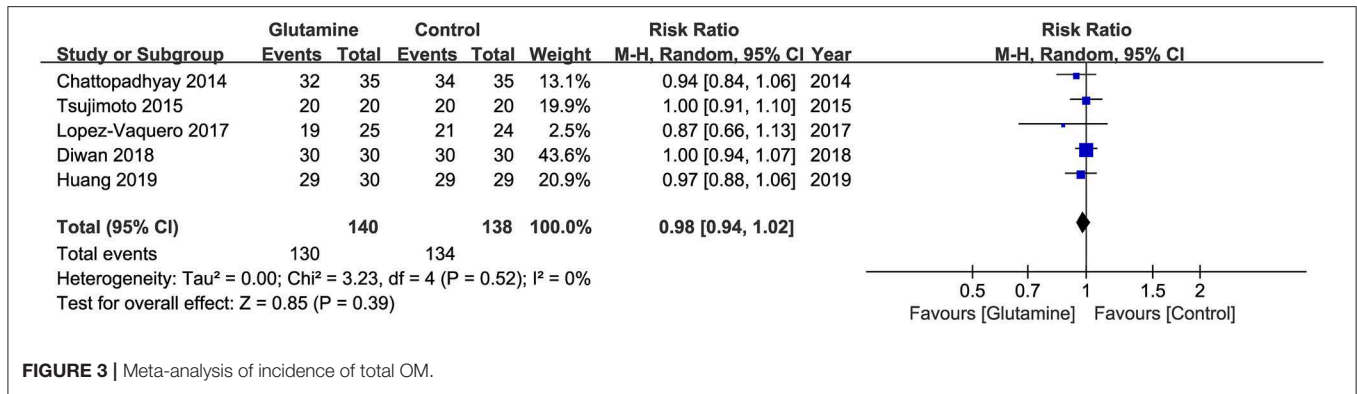 Glutamine Control Risk Ratio Risk Ratio
Study or Subgroup Events Total Events Total Weight M-H, Random, 95% CI Year M-H, Random, 95% CI
Chattopadhyay 2014 32 35 34 35 13.1% 0.94 [0.84, 1.06] 2014
Tsujimoto 2015 20 20 20 20 19.9% 1.00 [0.91, 1.10] 2015
Lopez-Vaquero 2017 19 25 21 24 2.5% 0.87 [0.66, 1.13] 2017
Diwan 2018 30 30 30 30 43.6% 1.00 [0.94, 1.07] 2018
Huang 2019 29 30 29 29 20.9% 0.97 [0.88, 1.06] 2019
Total (95% CI) 140 138 100.0% 0.98 [0.94, 1.02]
Total events 130 134
Heterogeneity: Tau² = 0.00; Chi² = 3.23, df = 4 (P = 0.52); I² = 0%
Test for overall effect: Z = 0.85 (P = 0.39)
0.5 0.7 1 1.5 2
Favours [Glutamine] Favours [Control]
FIGURE 3 | Meta-analysis of incidence of total OM.